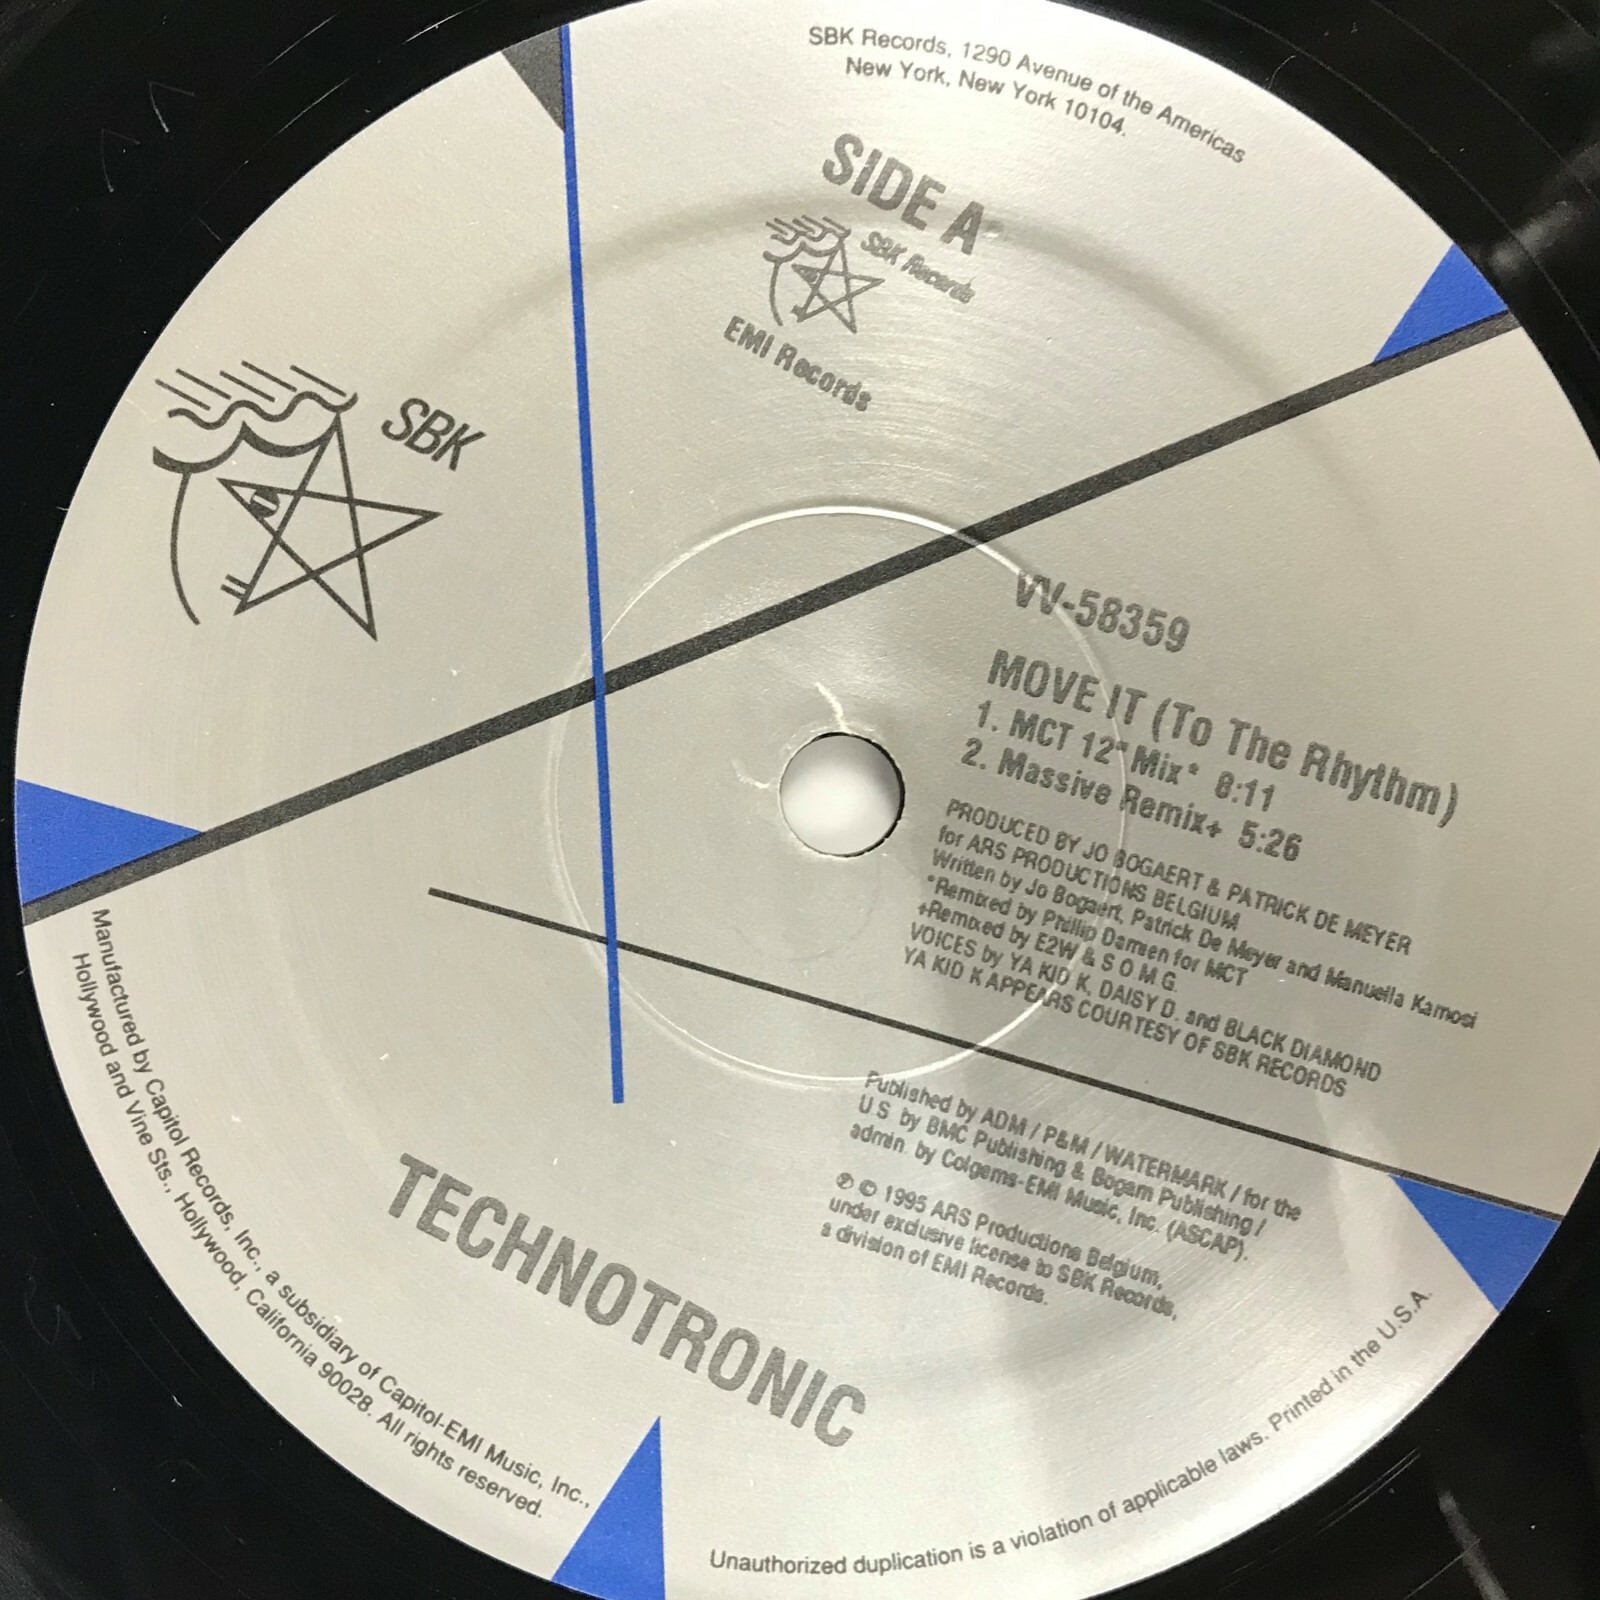 SBK Records, 1290 Avenue of the Americas
New York, New York 10104.
SIDE A
SBK Records
EMI Records
SBK
VV-58359
MOVE IT (To The Rhythm)
1. MCT 12" Mix* 8:11
2. Massive Remix+ 5:26
PRODUCED BY JO BOGAERT & PATRICK DE MEYER
for ARS PRODUCTIONS BELGIUM
Written by Jo Bogaert, Patrick De Meyer and Manuella Kamosi
*Remixed by Phillip Damien for MCT
+Remixed by E2W & S O M G.
VOICES by YA KID K, DAISY D. and BLACK DIAMOND
YA KID K APPEARS COURTESY OF SBK RECORDS
Published by ADM / P&M / WATERMARK / for the
U.S. by BMC Publishing & Bogam Publishing /
admin. by Colgems-EMI Music, Inc. (ASCAP).
℗ © 1995 ARS Productions Belgium,
under exclusive license to SBK Records,
a division of EMI Records.
TECHNOTRONIC
Manufactured by Capitol Records, Inc., a subsidiary of Capitol-EMI Music, Inc.,
Hollywood and Vine Sts., Hollywood, California 90028. All rights reserved.
Unauthorized duplication is a violation of applicable laws. Printed in the U.S.A.